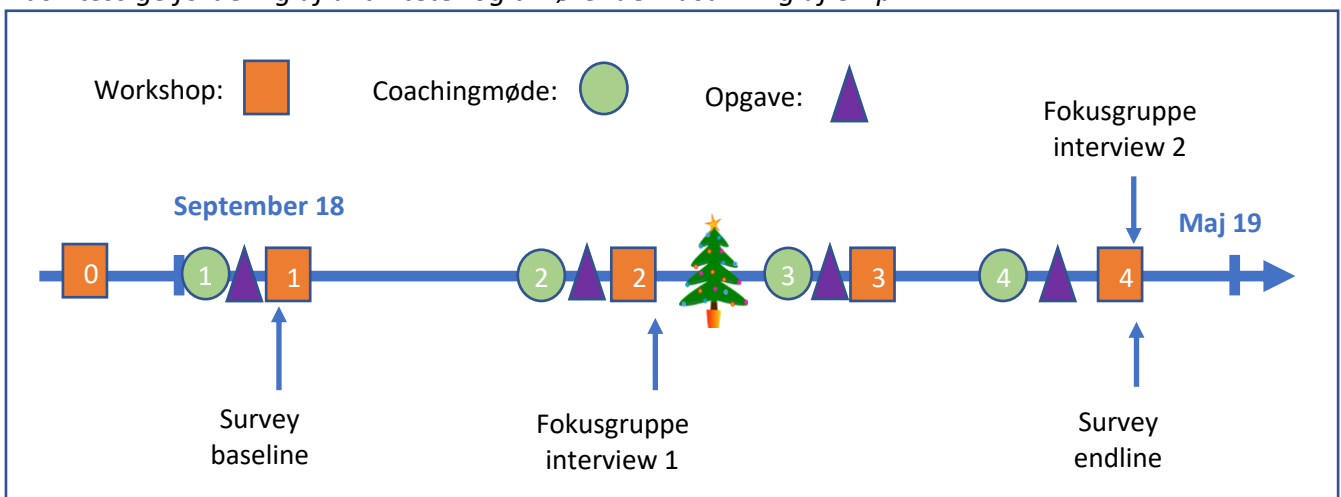 Workshop:
Coachingmøde:
Opgave:
Fokusgruppe
interview 2
September 18
Maj 19
0
1
1
2
2
3
3
4
4
Survey
baseline
Fokusgruppe
interview 1
Survey
endline